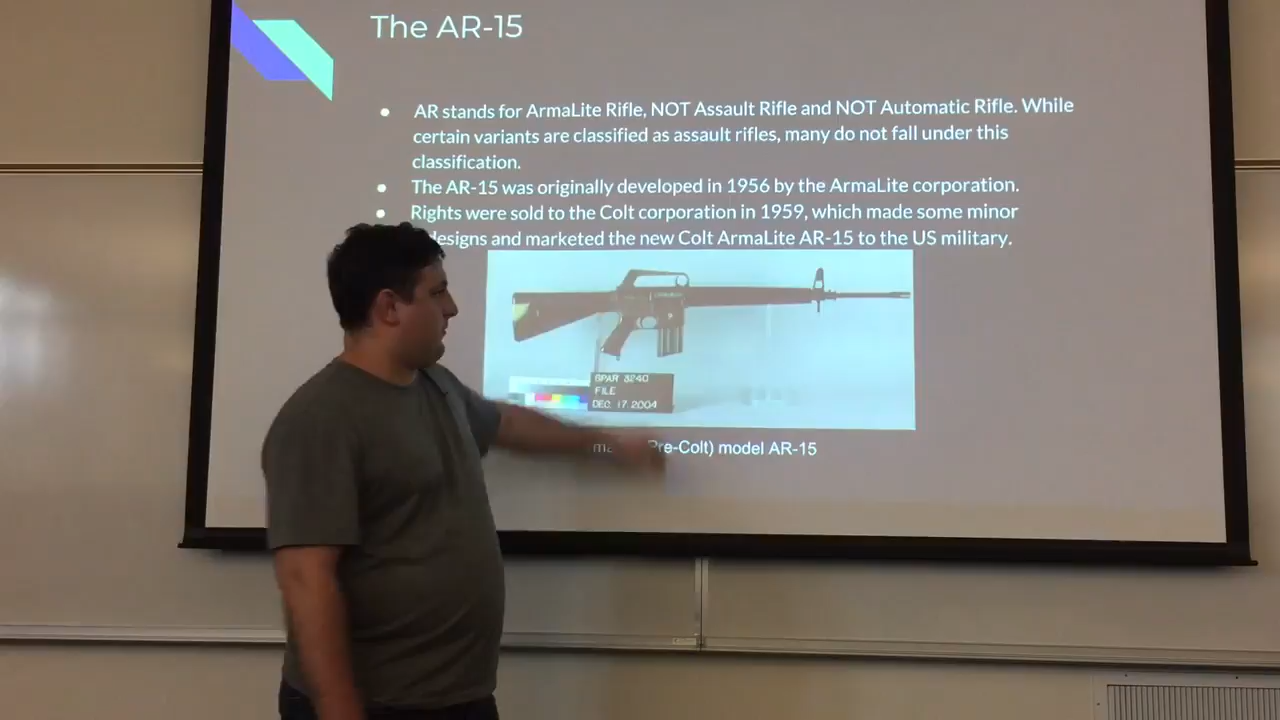 The AR-15
AR stands for ArmaLite Rifle, NOT Assault Rifle and NOT Automatic Rifle. While
certain variants are classified as assault rifles, many do not fall under this
classification.
The AR-15 was originally developed in 1956 by the ArmaLite corporation.
Rights were sold to the Colt corporation in 1959, which made some minor
esigns and marketed the new Colt ArmaLite AR-15 to the US military.
SPAR 3240
FILE
DEC. 17. 2004
Pre-Colt) model AR-15